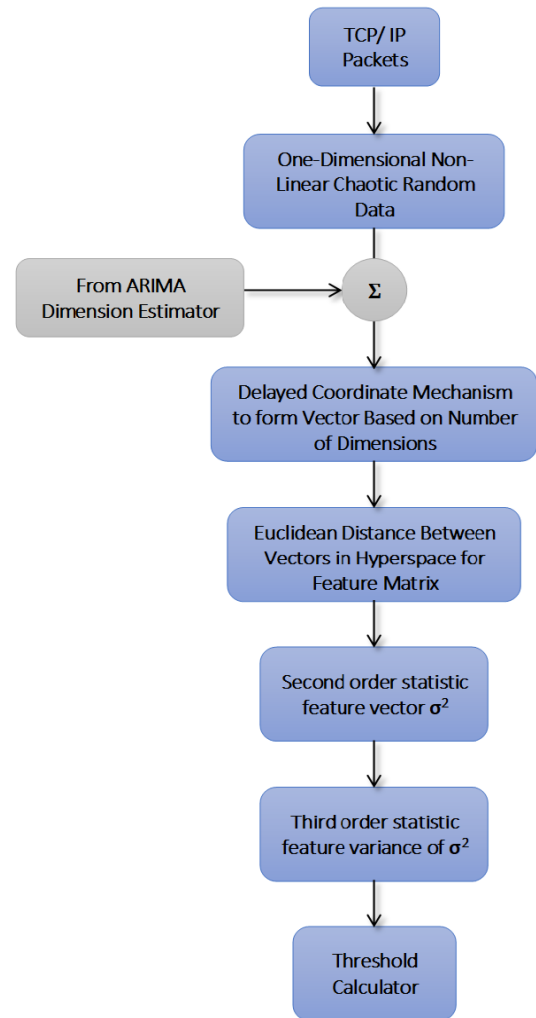 TCP/ IP
Packets
One-Dimensional Non-
Linear Chaotic Random
Data
From ARIMA
Dimension Estimator
Σ
Delayed Coordinate Mechanism
to form Vector Based on Number
of Dimensions
Euclidean Distance Between
Vectors in Hyperspace for
Feature Matrix
Second order statistic
feature vector σ²
Third order statistic
feature variance of σ²
Threshold
Calculator